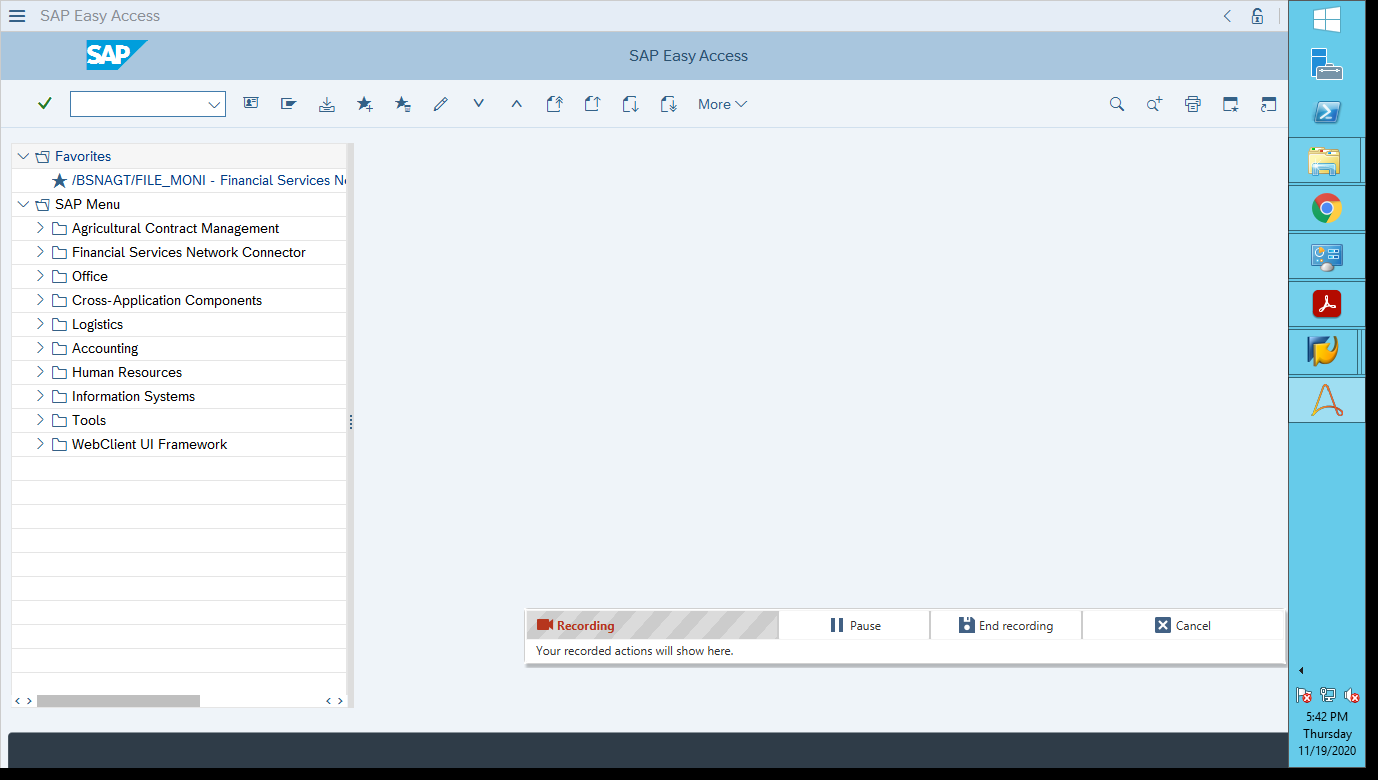 SAP Easy Access
SAP
SAP Easy Access
More
Favorites
/BSNAGT/FILE_MONI - Financial Services Ne
SAP Menu
Agricultural Contract Management
Financial Services Network Connector
Office
Cross-Application Components
Logistics
Accounting
Human Resources
Information Systems
Tools
WebClient UI Framework
Recording
Pause
End recording
Cancel
Your recorded actions will show here.
5:42 PM
Thursday
11/19/2020